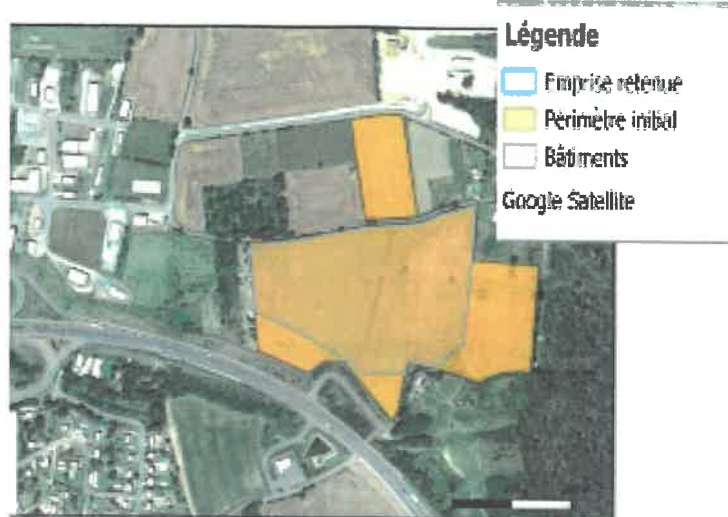 Légende
Emprise retenue
Périmètre initial
Bâtiments
Google Satellite